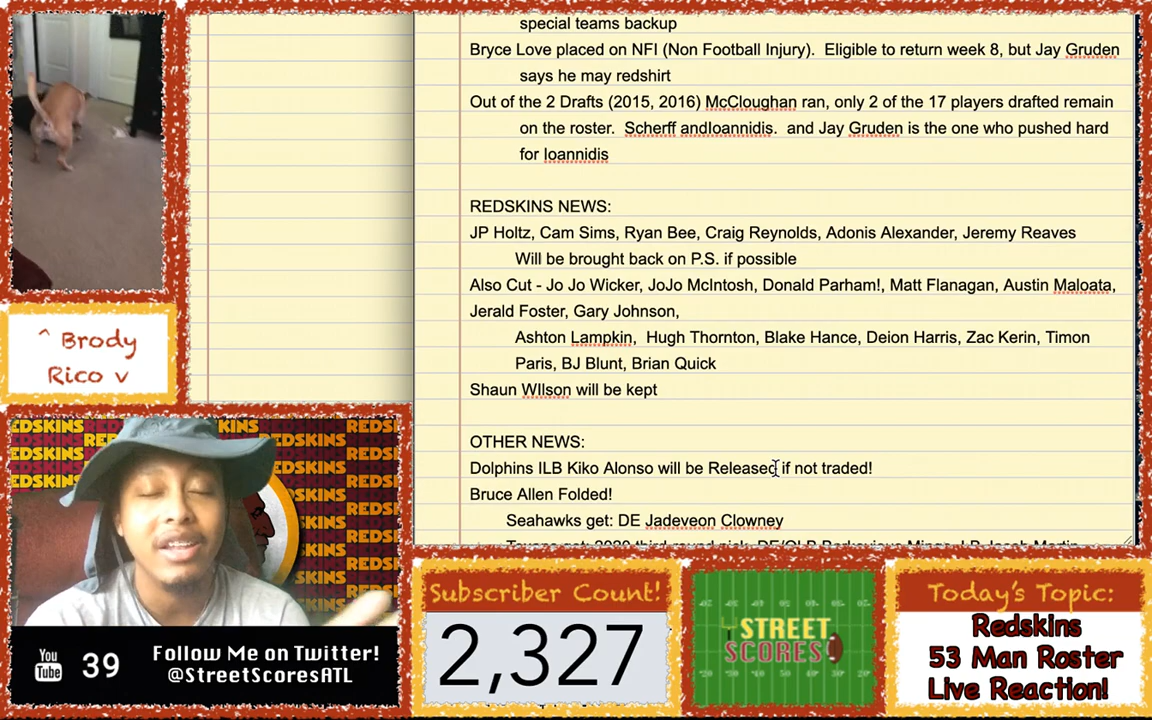 special teams backup
Bryce Love placed on NFI (Non Football Injury).  Eligible to return week 8, but Jay Gruden
says he may redshirt
Out of the 2 Drafts (2015, 2016) McCloughan ran, only 2 of the 17 players drafted remain
on the roster.  Scherff andIoannidis.  and Jay Gruden is the one who pushed hard
for Ioannidis
REDSKINS NEWS:
JP Holtz, Cam Sims, Ryan Bee, Craig Reynolds, Adonis Alexander, Jeremy Reaves
Will be brought back on P.S. if possible
Also Cut - Jo Jo Wicker, JoJo McIntosh, Donald Parham!, Matt Flanagan, Austin Maloata,
Jerald Foster, Gary Johnson,
Ashton Lampkin,  Hugh Thornton, Blake Hance, Deion Harris, Zac Kerin, Timon
Paris, BJ Blunt, Brian Quick
Shaun WIlson will be kept
OTHER NEWS:
Dolphins ILB Kiko Alonso will be Released if not traded!
Bruce Allen Folded!
Seahawks get: DE Jadeveon Clowney
^ Brody
Rico v
REDSKINS
You
Tube
39
Follow Me on Twitter!
@StreetScoresATL
Subscriber Count!
2,327
STREET
SCORES
Today's Topic:
Redskins
53 Man Roster
Live Reaction!